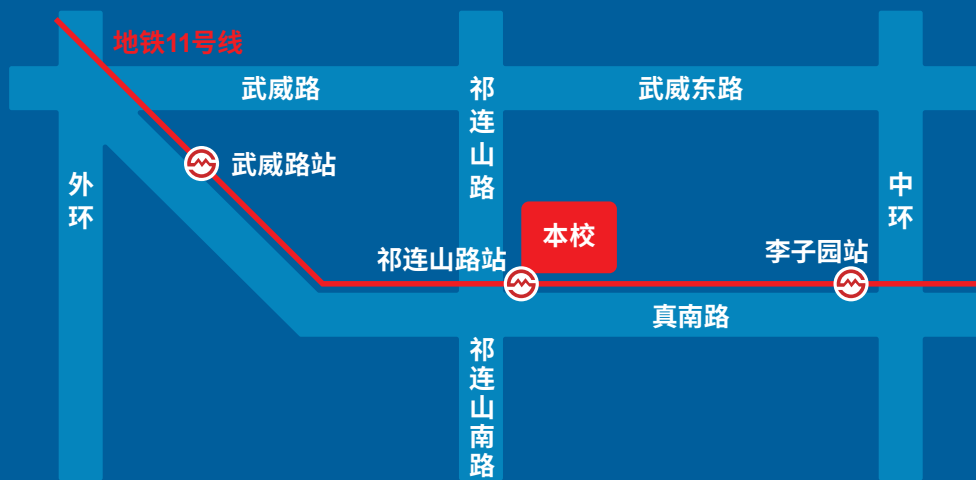 地铁11号线
武威路
祁连山路
武威东路
武威路站
外环
中环
本校
李子园站
祁连山路站
真南路
祁连山南路